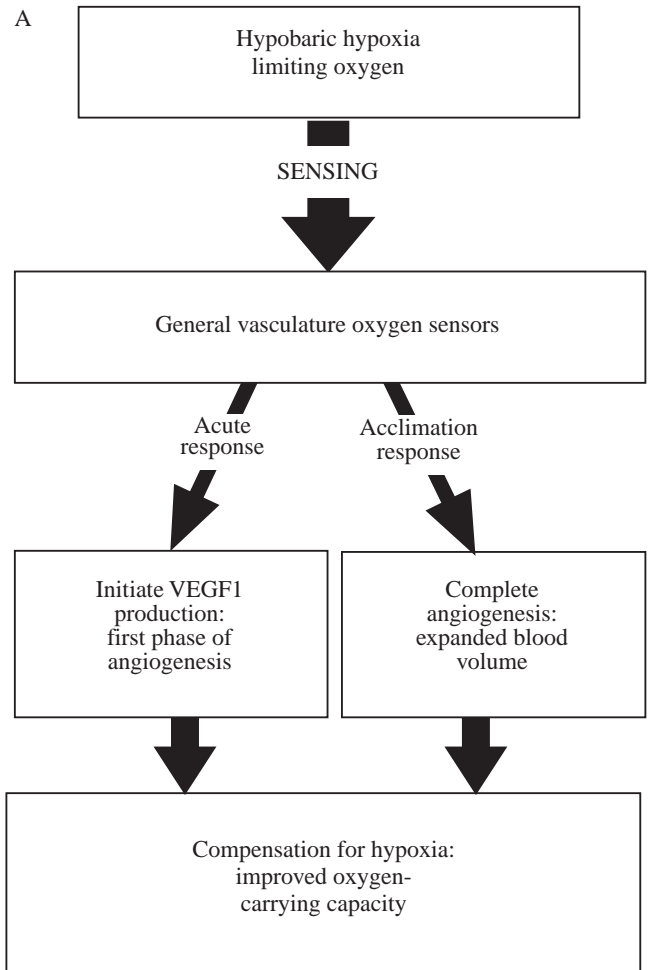 A
Hypobaric hypoxia
limiting oxygen
SENSING
General vasculature oxygen sensors
Acute
response
Acclimation
response
Initiate VEGF1
production:
first phase of
angiogenesis
Complete
angiogenesis:
expanded blood
volume
Compensation for hypoxia:
improved oxygen-
carrying capacity